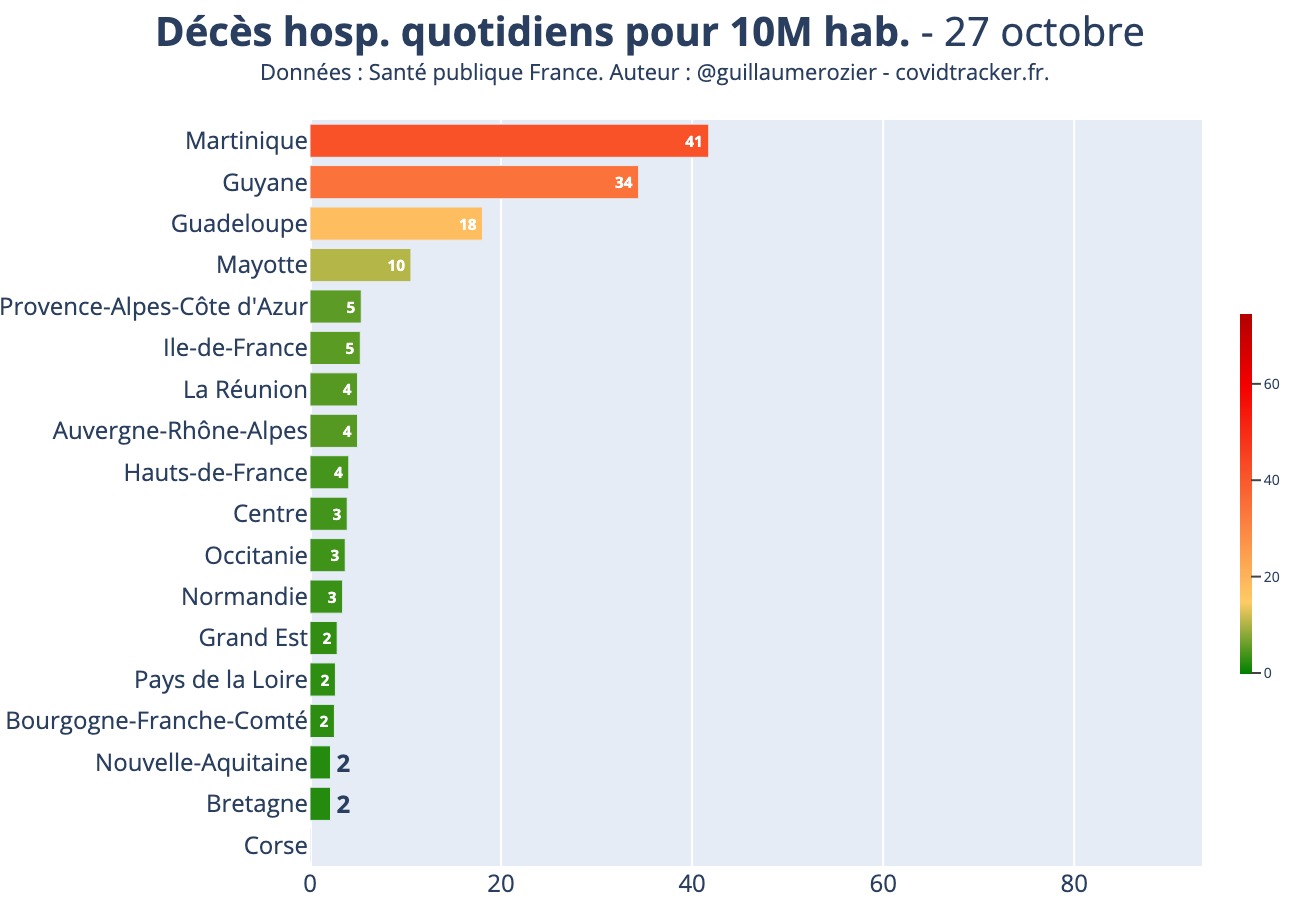 Décès hosp. quotidiens pour 10M hab. - 27 octobre
Données : Santé publique France. Auteur : @guillaumerozier - covidtracker.fr.
Martinique 41
Guyane 34
Guadeloupe 18
Mayotte 10
Provence-Alpes-Côte d'Azur 5
Ile-de-France 5
La Réunion 4
Auvergne-Rhône-Alpes 4
Hauts-de-France 4
Centre 3
Occitanie 3
Normandie 3
Grand Est 2
Pays de la Loire 2
Bourgogne-Franche-Comté 2
Nouvelle-Aquitaine 2
Bretagne 2
Corse
0 20 40 60 80
60
40
20
0